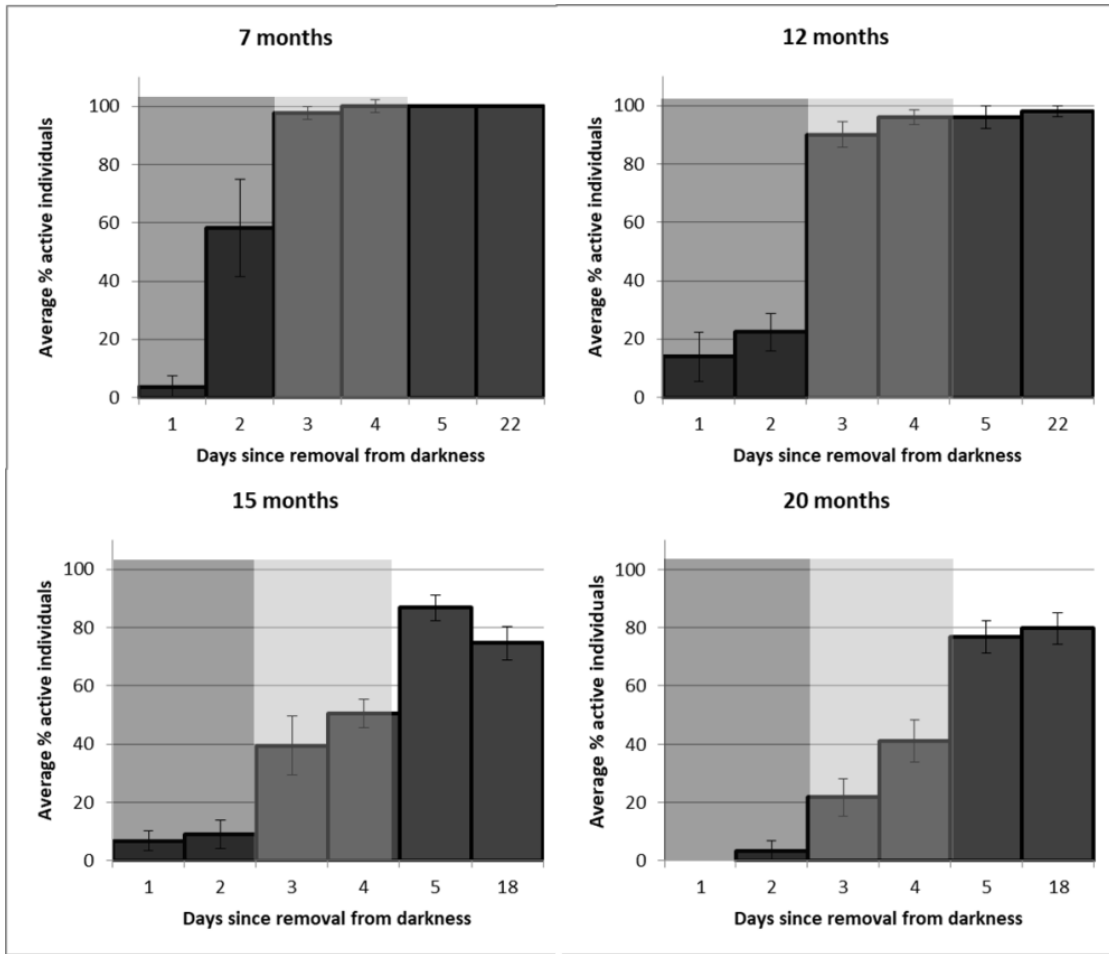 7 months
Average % active individuals
100
80
60
40
20
0
1 2 3 4 5 22
Days since removal from darkness
12 months
Average % active individuals
100
80
60
40
20
0
1 2 3 4 5 22
Days since removal from darkness
15 months
Average % active individuals
100
80
60
40
20
0
1 2 3 4 5 18
Days since removal from darkness
20 months
Average % active individuals
100
80
60
40
20
0
1 2 3 4 5 18
Days since removal from darkness